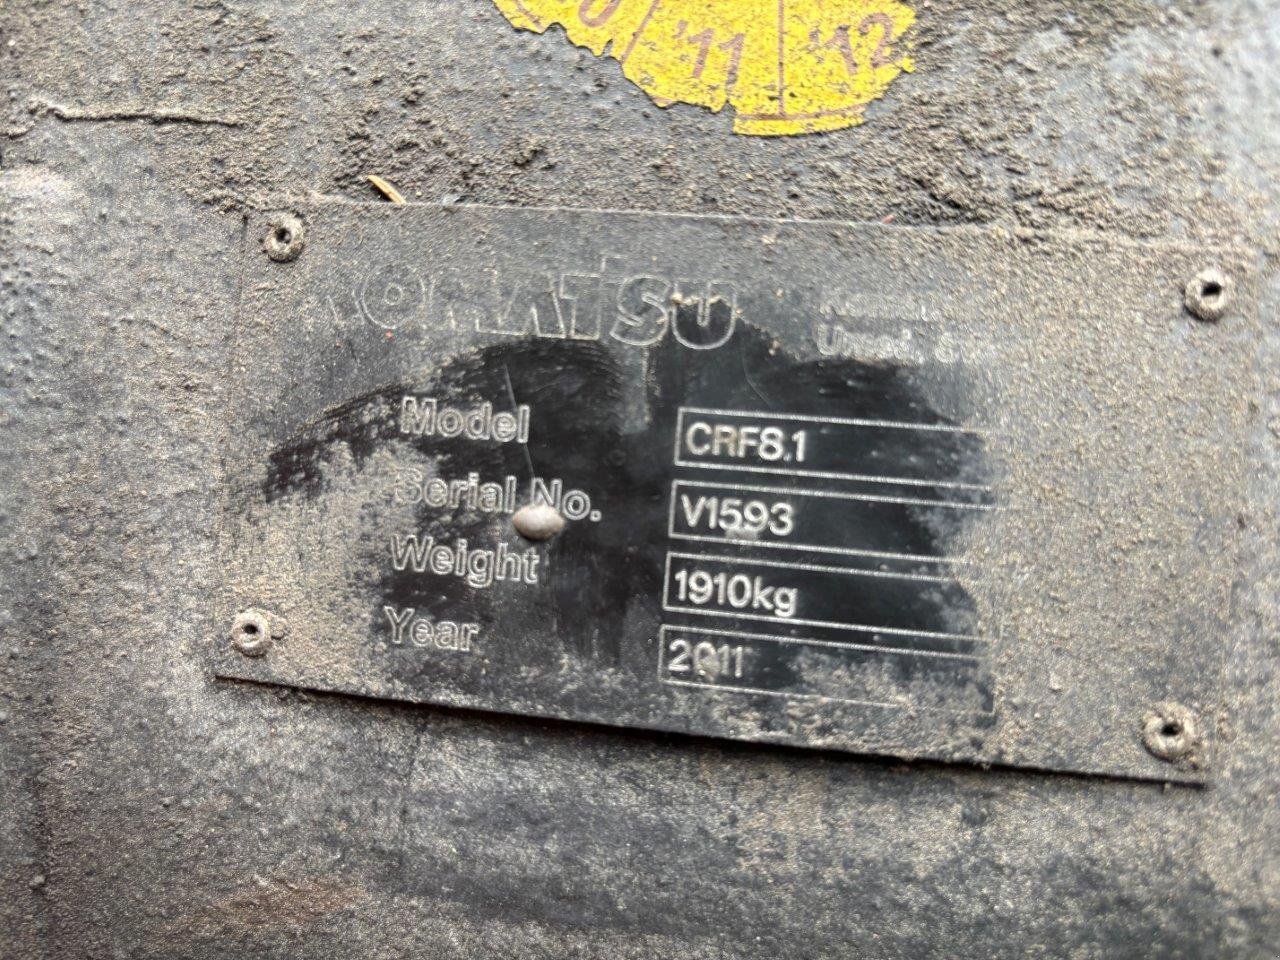 '11 '12
KOMATSU
Model CRF8.1
Serial No. V1593
Weight 1910kg
Year 2011